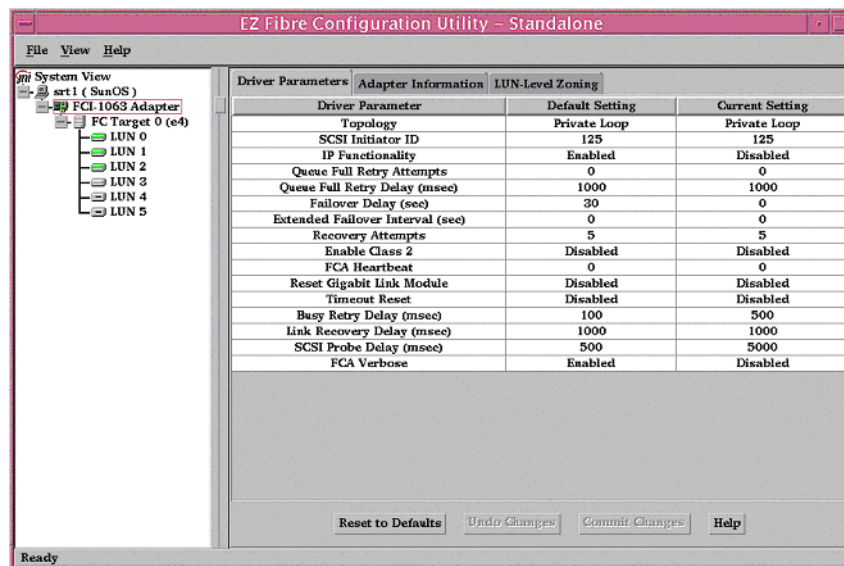 EZ Fibre Configuration Utility – Standalone
File View Help
jni System View
srt1 ( SunOS )
FCI-1063 Adapter
FC Target 0 (e4)
LUN 0
LUN 1
LUN 2
LUN 3
LUN 4
LUN 5
Driver Parameters Adapter Information LUN-Level Zoning
Driver Parameter Default Setting Current Setting
Topology Private Loop Private Loop
SCSI Initiator ID 125 125
IP Functionality Enabled Disabled
Queue Full Retry Attempts 0 0
Queue Full Retry Delay (msec) 1000 1000
Failover Delay (sec) 30 0
Extended Failover Interval (sec) 0 0
Recovery Attempts 5 5
Enable Class 2 Disabled Disabled
FCA Heartbeat 0 0
Reset Gigabit Link Module Disabled Disabled
Timeout Reset Disabled Disabled
Busy Retry Delay (msec) 100 500
Link Recovery Delay (msec) 1000 1000
SCSI Probe Delay (msec) 500 5000
FCA Verbose Enabled Disabled
Reset to Defaults Undo Changes Commit Changes Help
Ready